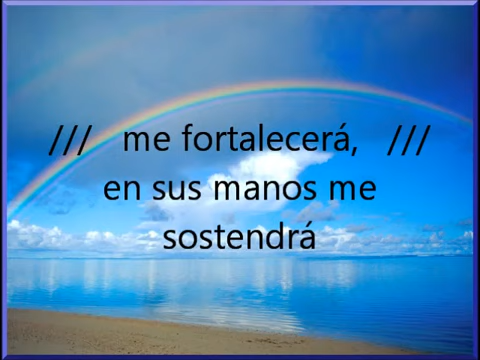 /// me fortalecerá, ///
en sus manos me
sostendrá